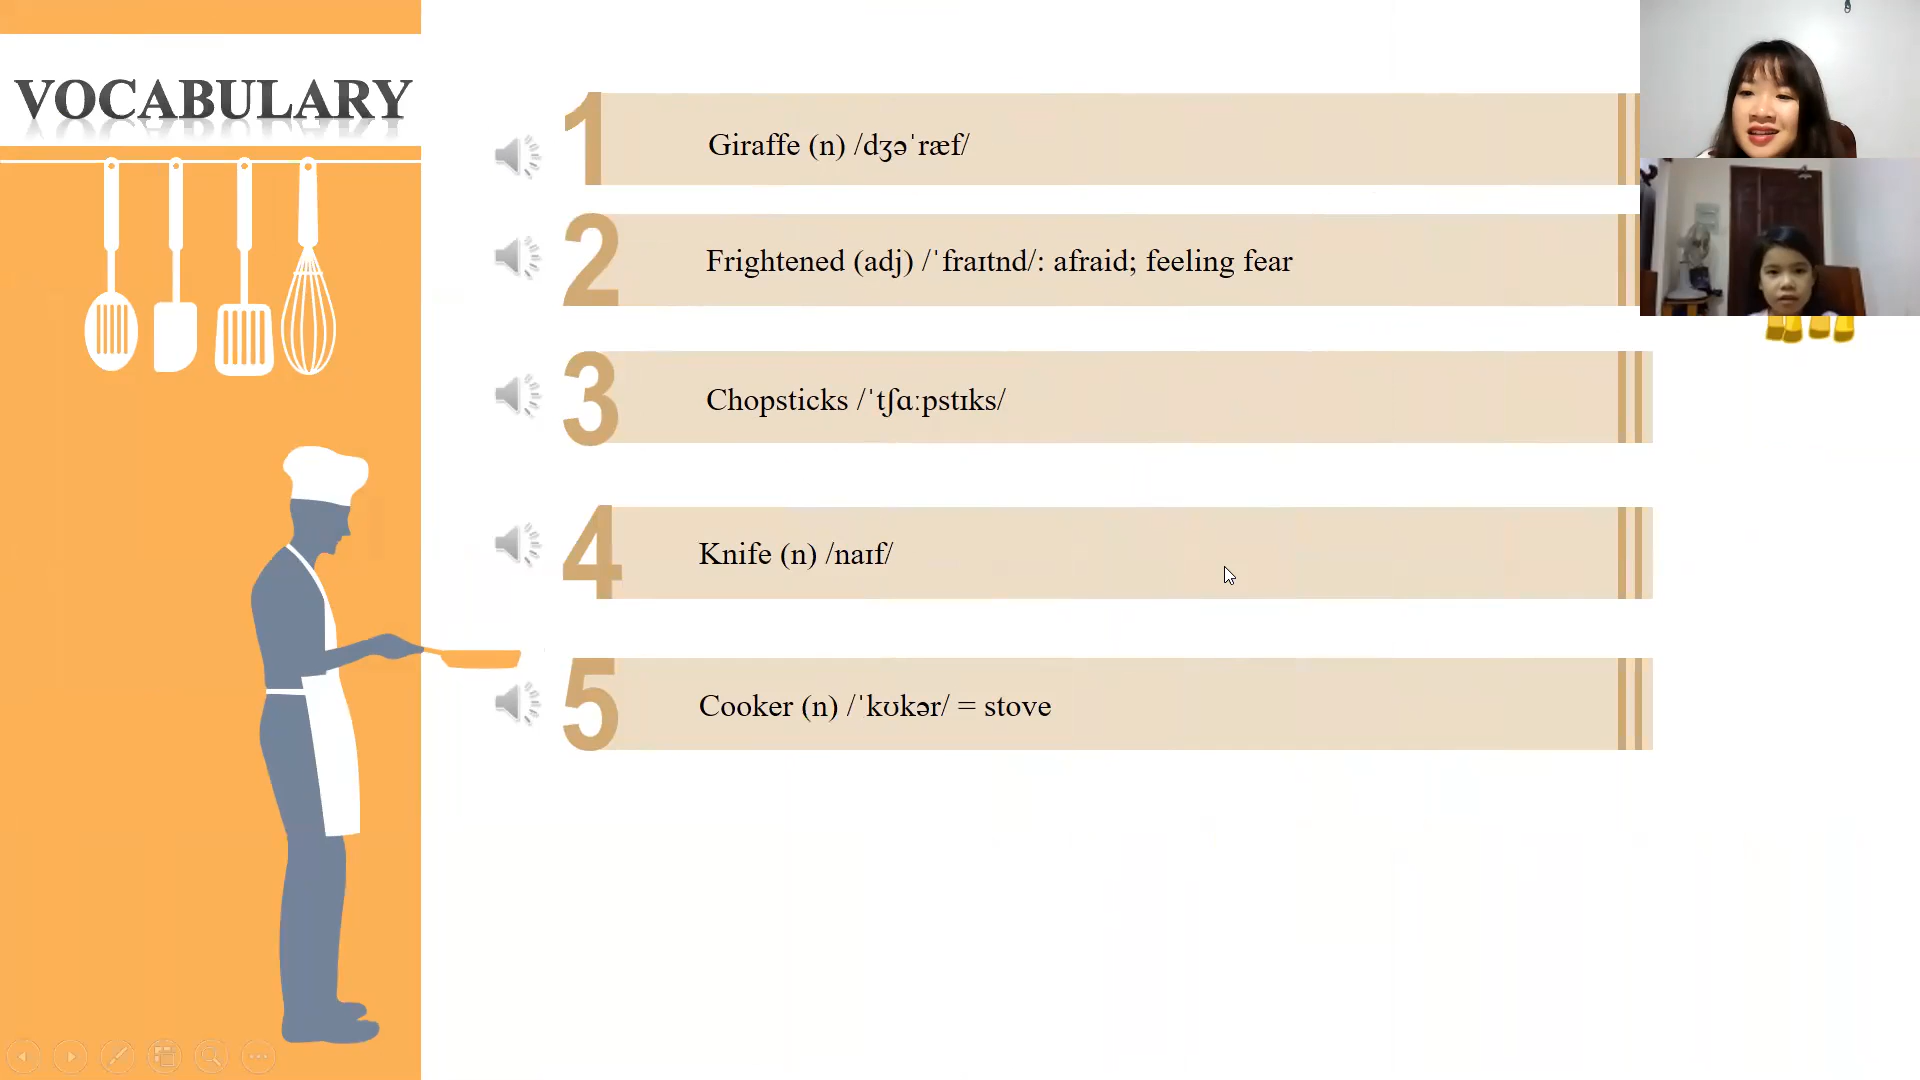 VOCABULARY
1
Giraffe (n) /dʒəˈræf/
2
Frightened (adj) /ˈfraɪtnd/: afraid; feeling fear
3
Chopsticks /ˈtʃɑːpstɪks/
4
Knife (n) /naɪf/
5
Cooker (n) /ˈkʊkər/ = stove